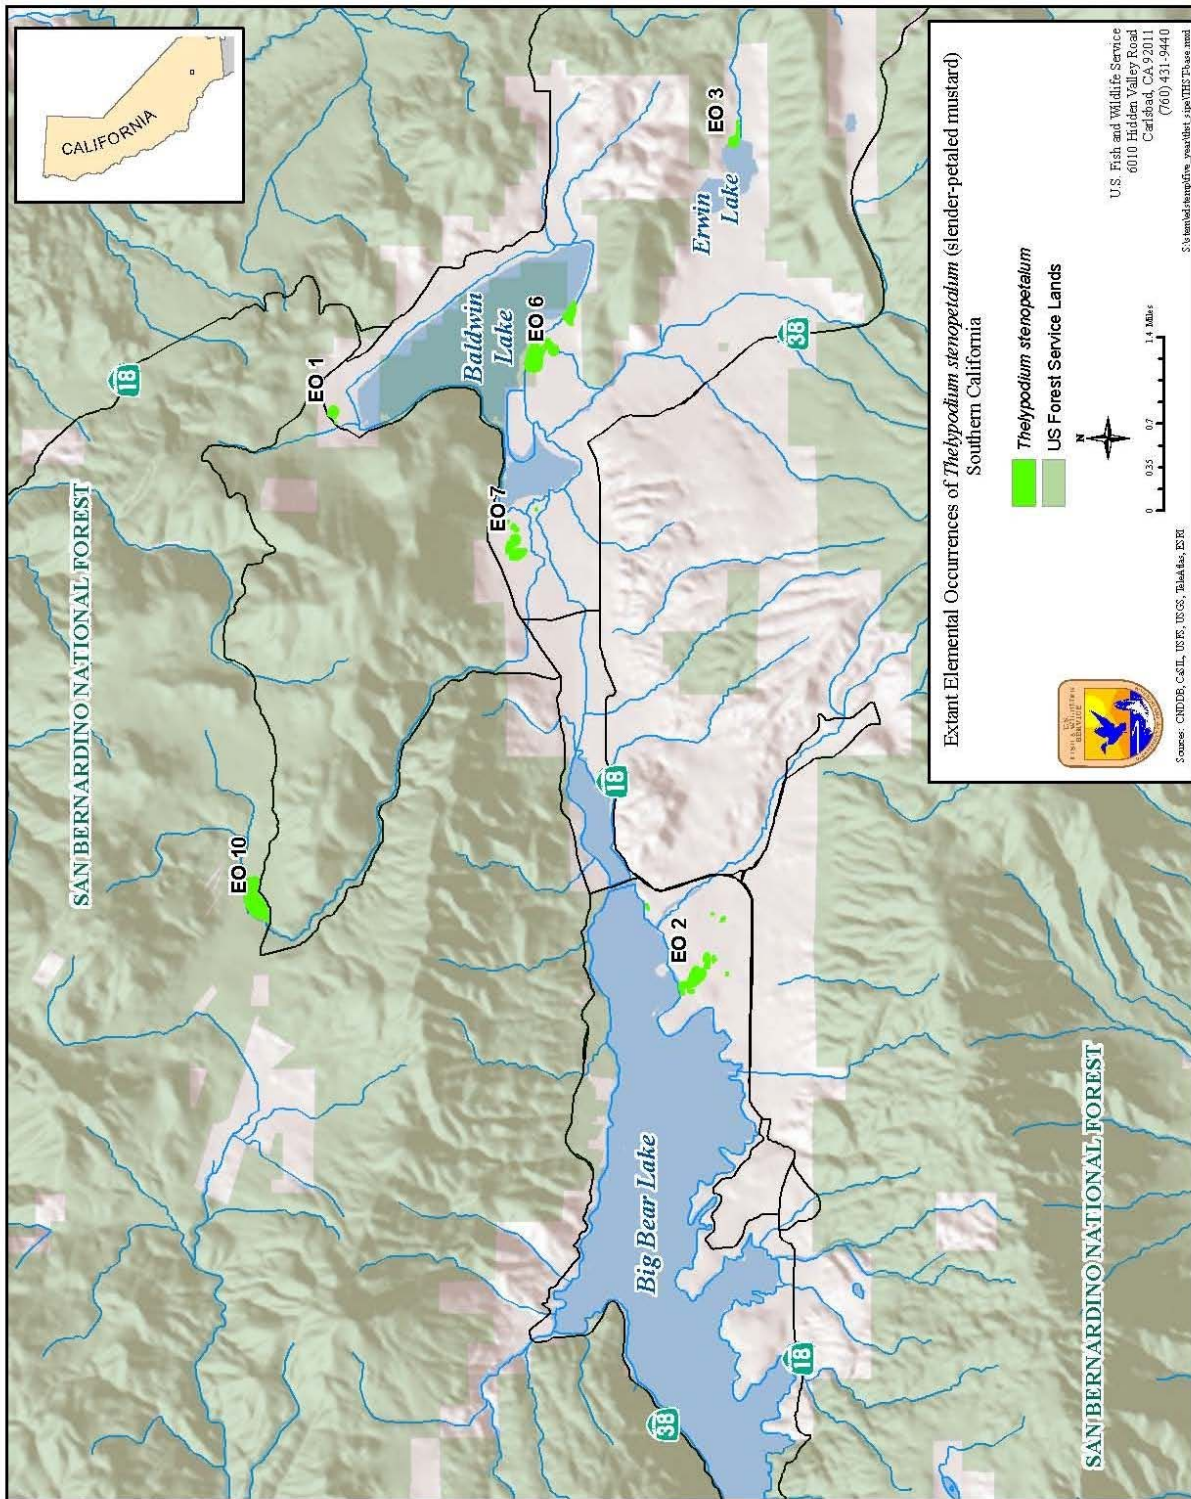 CALIFORNIA
SAN BERNARDINO NATIONAL FOREST
18
EO 10
EO 1
Baldwin
Lake
EO 6
EO 7
EO 3
Erwin
Lake
18
38
EO 2
Big Bear Lake
38
18
SAN BERNARDINO NATIONAL FOREST
Extant Elemental Occurrences of Thelypodium stenopetalum (slender-petaled mustard)
Southern California
Thelypodium stenopetalum
US Forest Service Lands
N
0 0.35 0.7 1.4 Miles
U.S.
FISH & WILDLIFE
SERVICE
U.S. Fish and Wildlife Service
6010 Hidden Valley Road
Carlsbad, CA 92011
(760) 431-9440
Sources: CNDDB, CaSIL, USFS, USGS, TeleAtlas, ESRI